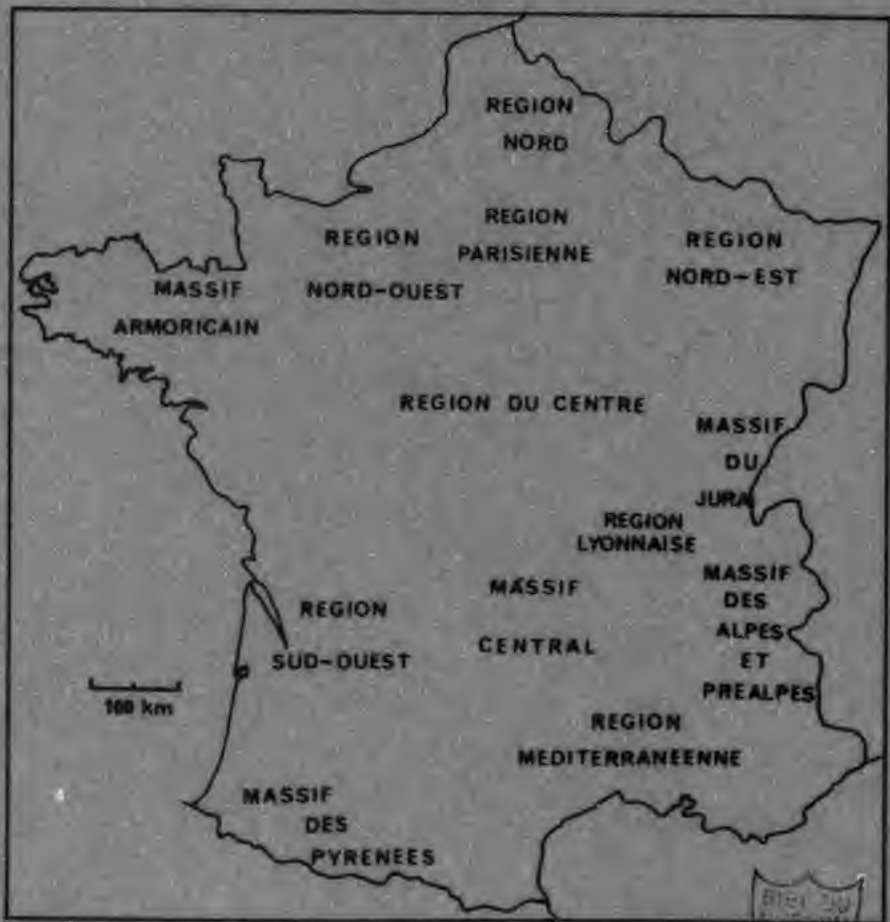 REGION
NORD
REGION
PARISIENNE
REGION
NORD-OUEST
REGION
NORD-EST
MASSIF
ARMORICAIN
REGION DU CENTRE
MASSIF
DU
JURA
REGION
LYONNAISE
MASSIF
DES
ALPES
ET
PREALPES
MASSIF
CENTRAL
REGION
SUD-OUEST
100 km
REGION
MEDITERRANEENNE
MASSIF
DES
PYRENEES